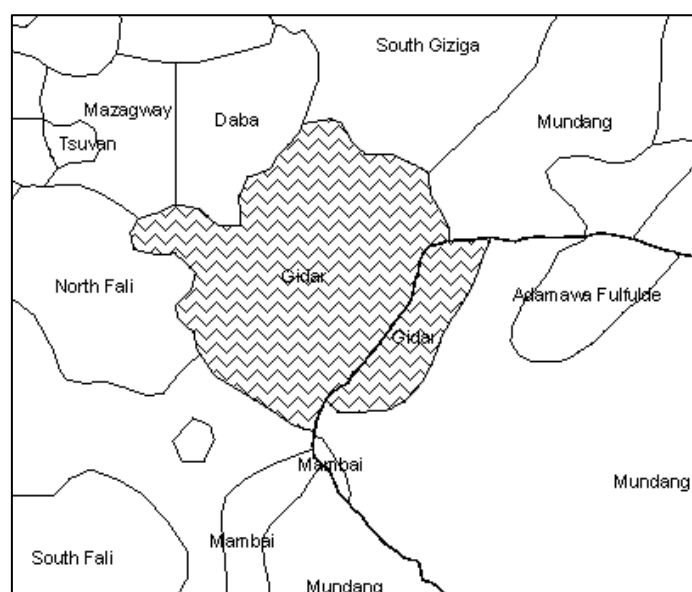 South Giziga
Mazagway
Daba
Mundang
Tsuvan
North Fali
Gidar
Adamawa Fulfulde
Gidar
Mambai
Mundang
Mambai
South Fali
Mundang